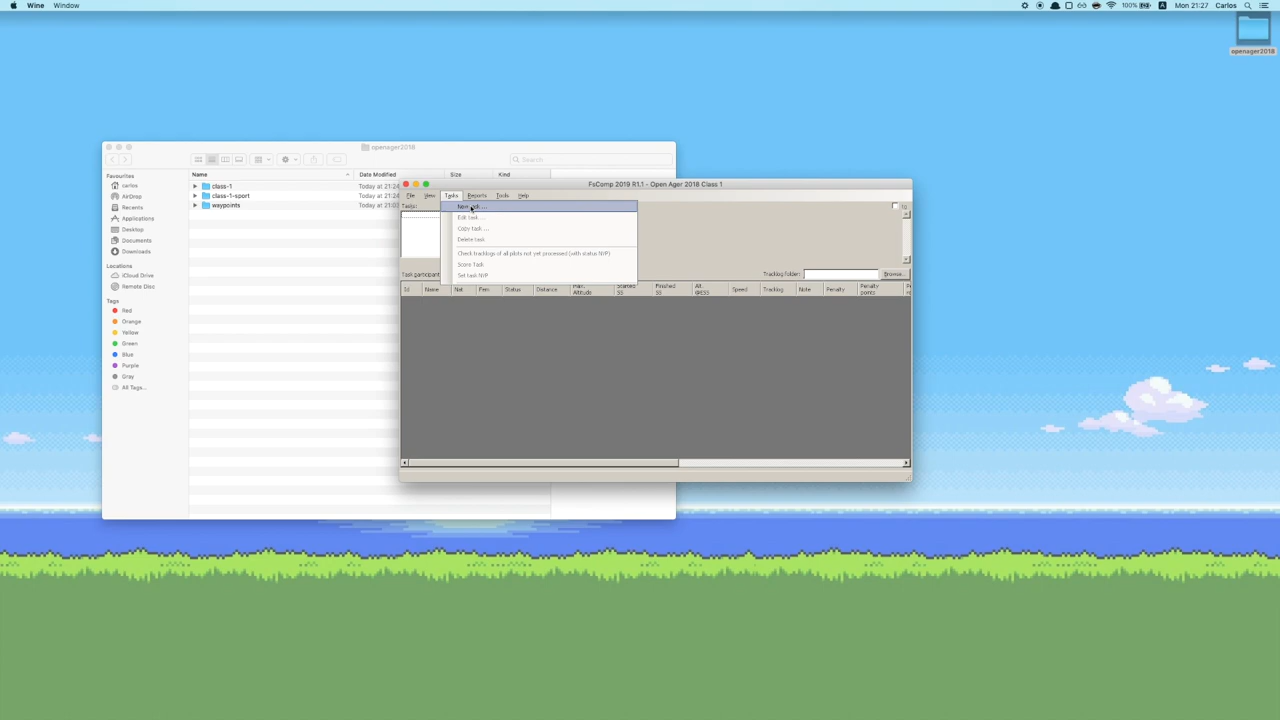 Wine Window
100% Mon 21:27 Carlos
openager2018
openager2018
Search
Favourites
carlos
AirDrop
Recents
Applications
Desktop
Documents
Downloads
Locations
iCloud Drive
Remote Disc
Tags
Red
Orange
Yellow
Green
Blue
Purple
Gray
All Tags...
Name Date Modified Size Kind
class-1 Today at 21:24
class-1-sport Today at 21:24
waypoints Today at 21:0
FsComp 2019 R1.1 - Open Ager 2018 Class 1
File View Tasks Reports Tools Help
Tasks:
New task ...
Edit task ...
Copy task ...
Delete task
Check tracklogs of all pilots not yet processed (with status NYP)
Score Task
Set task NYP
Task participant
Tracklog folder: Browse...
Id Name Nat Fem Status Distance Max. Altitude Started SS Finished SS Alt. @ESS Speed Tracking Note Penalty Penalty points